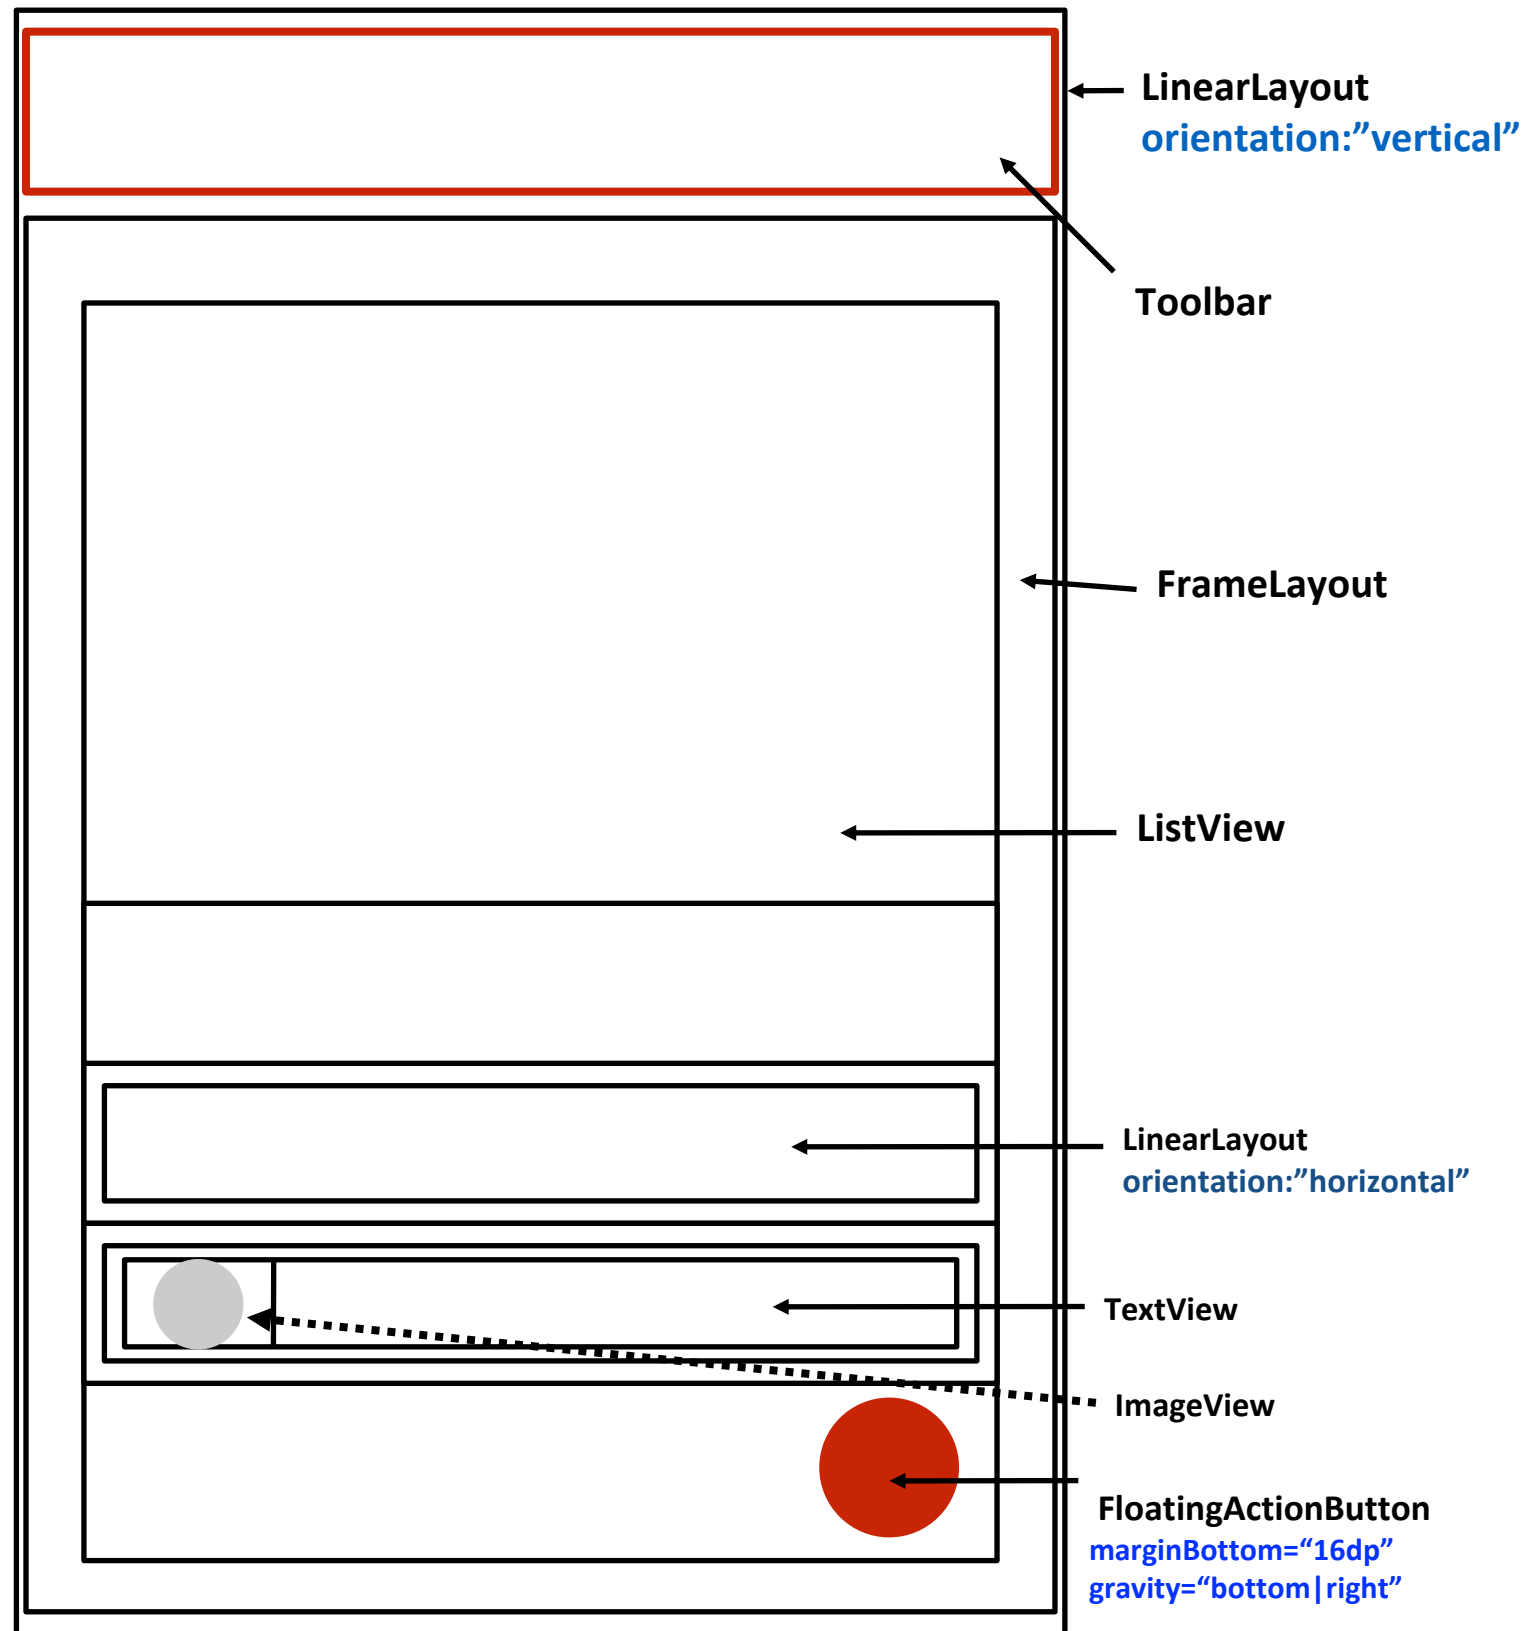 LinearLayout
orientation:”vertical”
Toolbar
FrameLayout
ListView
LinearLayout
orientation:”horizontal”
TextView
ImageView
FloatingActionButton
marginBottom=“16dp”
gravity=“bottom|right”